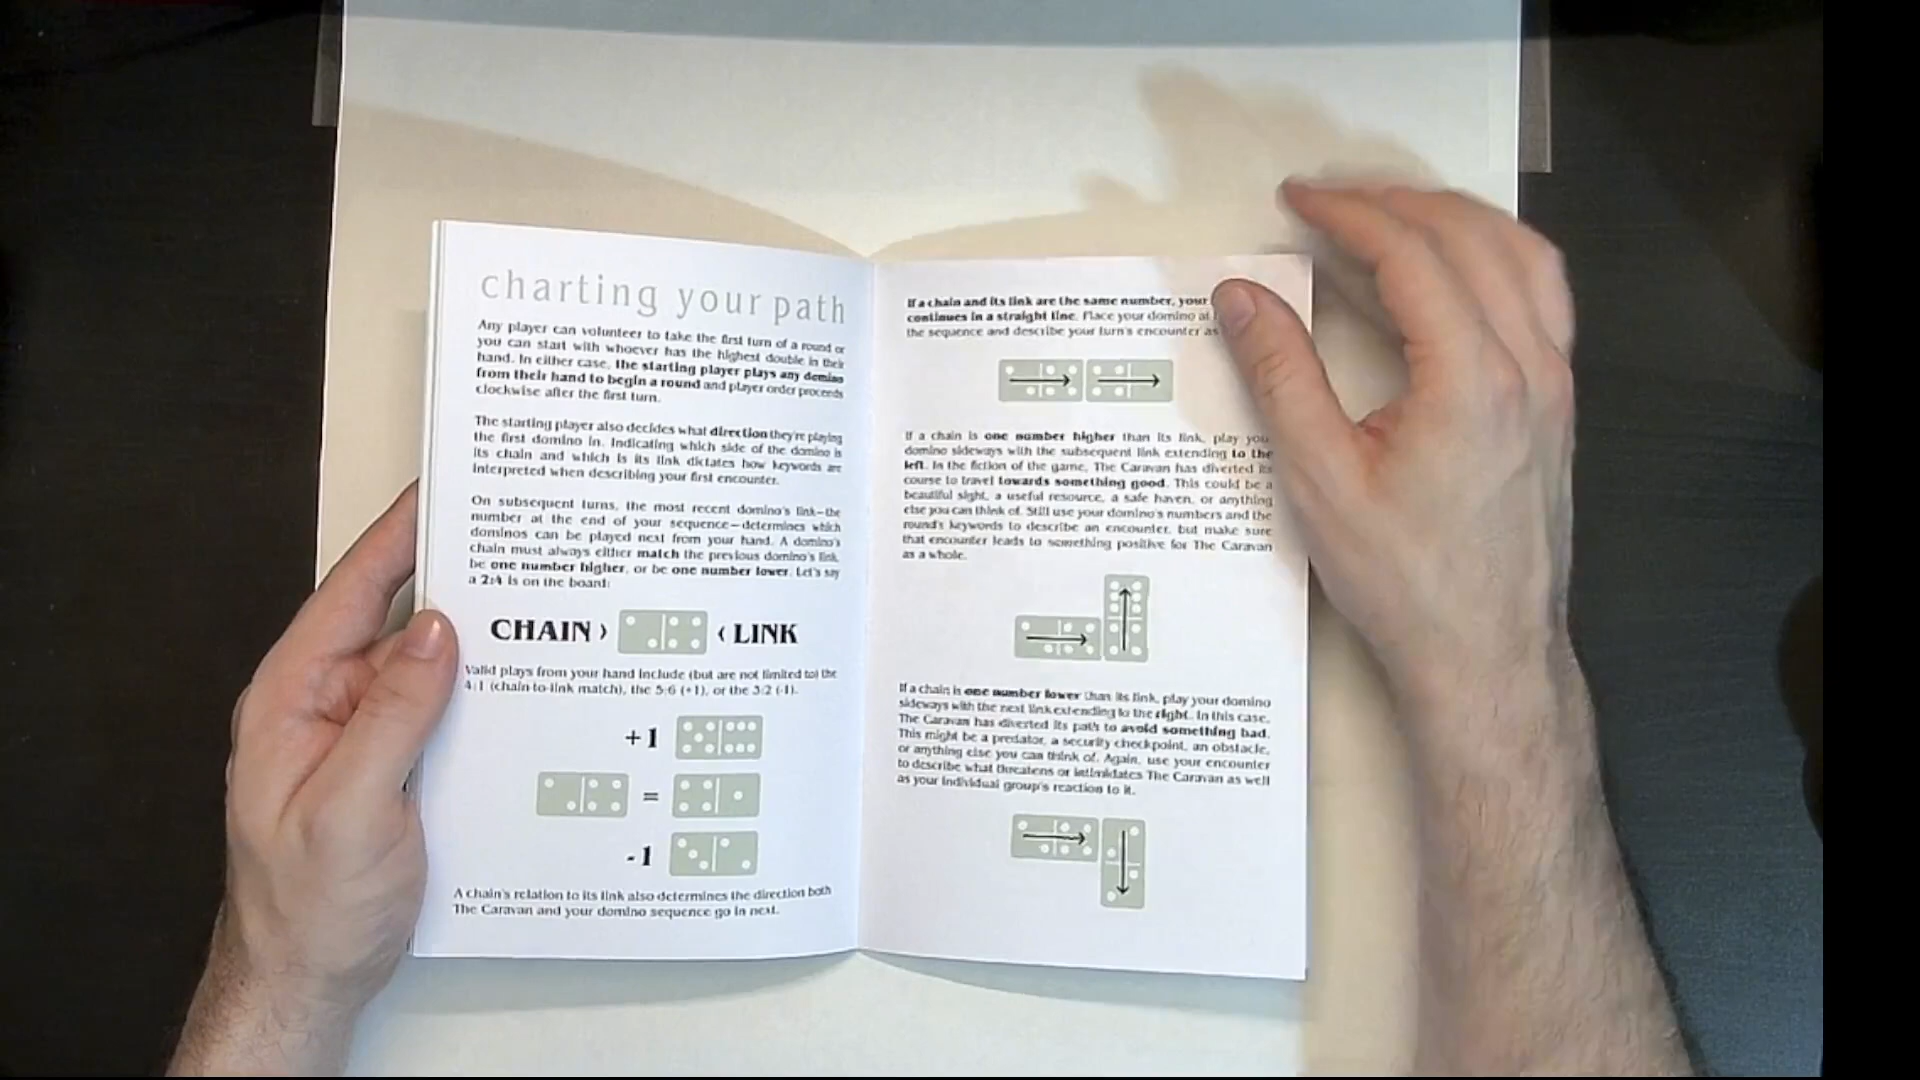 charting your path
Any player can volunteer to take the first turn of a round or
you can start with whoever has the highest double in their
hand. In either case, the starting player plays any domino
from their hand to begin a round and player order proceeds
clockwise after the first turn.
The starting player also decides what direction they're playing
the first domino in. Indicating which side of the domino is
its chain and which is its link dictates how keywords are
interpreted when describing your first encounter.
On subsequent turns, the most recent domino's link—the
number at the end of your sequence—determines which
dominos can be played next from your hand. A domino's
chain must always either match the previous domino's link,
be one number higher, or be one number lower. Let's say
a 2:4 is on the board:
CHAIN > < LINK
Valid plays from your hand include (but are not limited to) the
4:1 (chain-to-link match), the 5:6 (+1), or the 3:2 (-1).
+1
=
-1
A chain's relation to its link also determines the direction both
The Caravan and your domino sequence go in next.
If a chain and its link are the same number, your
continues in a straight line. Place your domino at
the sequence and describe your turn's encounter as
If a chain is one number higher than its link, play you
domino sideways with the subsequent link extending to the
left. In the fiction of the game, The Caravan has diverted its
course to travel towards something good. This could be a
beautiful sight, a useful resource, a safe haven, or anything
else you can think of. Still use your domino's numbers and the
round's keywords to describe an encounter, but make sure
that encounter leads to something positive for The Caravan
as a whole.
If a chain is one number lower than its link, play your domino
sideways with the next link extending to the right. In this case,
The Caravan has diverted its path to avoid something bad.
This might be a predator, a security checkpoint, an obstacle,
or anything else you can think of. Again, use your encounter
to describe what threatens or intimidates The Caravan as well
as your individual group's reaction to it.